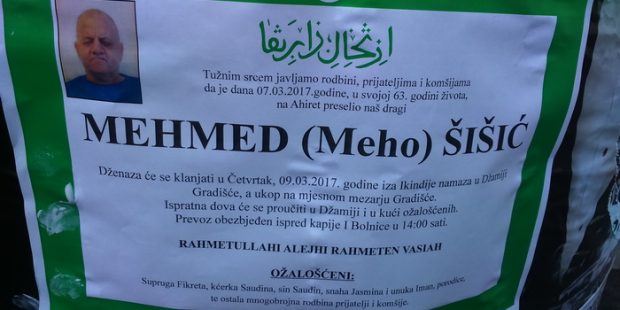 ارتحال زار بقا
Tužnim srcem javljamo rodbini, prijateljima i komšijama
da je dana 07.03.2017.godine, u svojoj 63. godini života,
na Ahiret preselio naš dragi
MEHMED (Meho) ŠIŠIĆ
Dženaza će se klanjati u Četvrtak, 09.03.2017. godine iza Ikindije namaza u Džamiji
Gradišće, a ukop na mjesnom mezarju Gradišće.
Ispratna dova će se proučiti u Džamiji i u kući ožalošćenih.
Prevoz obezbjeđen ispred kapije I Bolnice u 14:00 sati.
RAHMETULLAHI ALEJHI RAHMETEN VASIAH
OŽALOŠĆENI:
Supruga Fikreta, kćerka Saudina, sin Saudin, snaha Jasmina i unuka Iman, porodice,
te ostala mnogobrojna rodbina prijatelji i komšije.